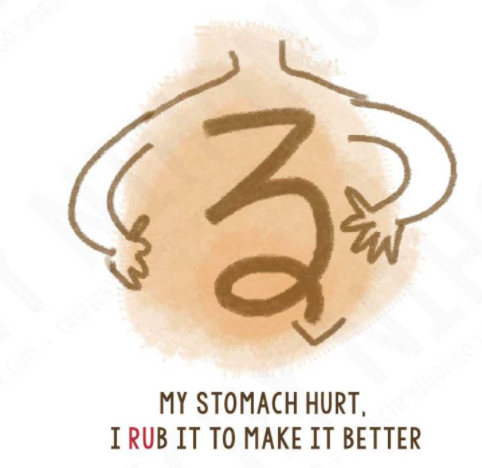 る
MY STOMACH HURT,
I RUB IT TO MAKE IT BETTER